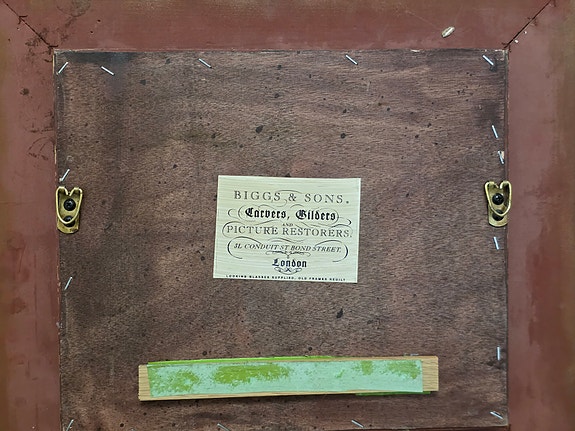 BIGGS & SONS.
Carvers, Gilders
AND
PICTURE RESTORERS,
31. CONDUIT ST BOND STREET.
London
LOOKING GLASSES SUPPLIED, OLD FRAMES REGILT